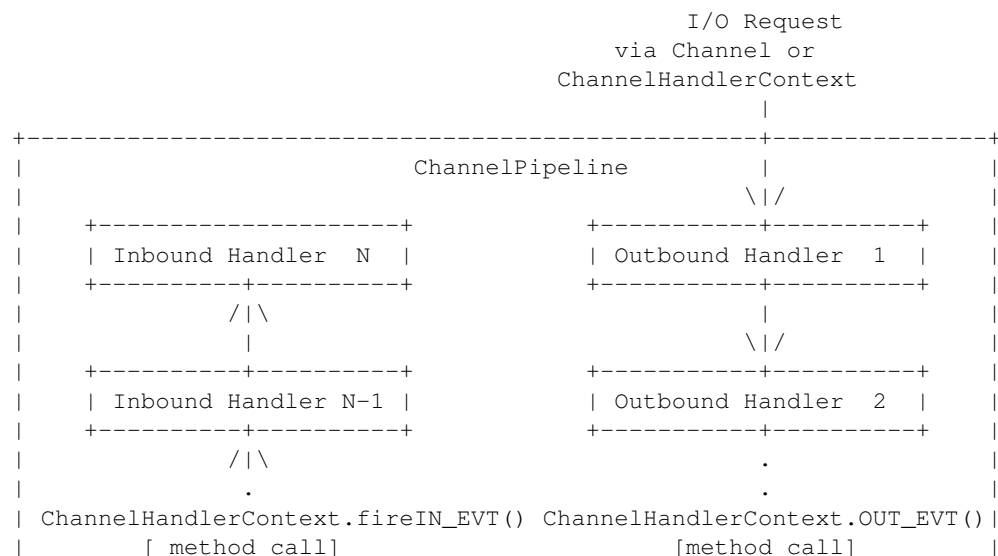 I/O Request
via Channel or
ChannelHandlerContext
ChannelPipeline
Inbound Handler N
Outbound Handler 1
Inbound Handler N-1
Outbound Handler 2
ChannelHandlerContext.fireIN_EVT() ChannelHandlerContext.OUT_EVT()
[ method call] [method call]